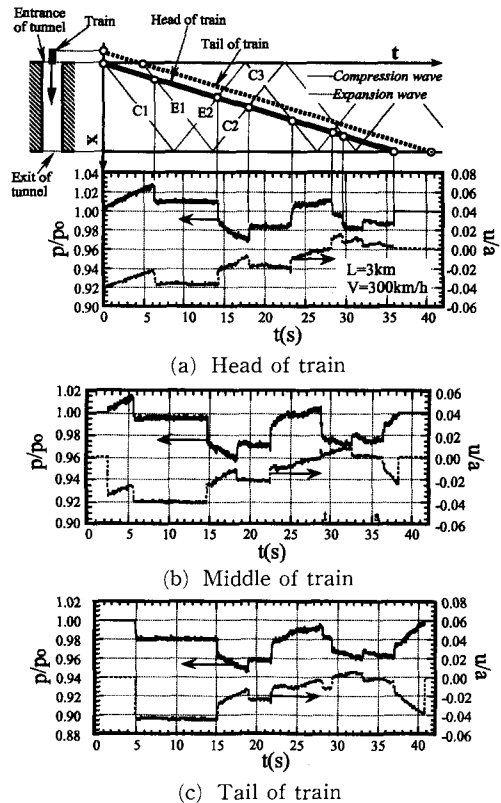 Entrance of tunnel
Train
Head of train
Tail of train
t
C1
E1
E2
C2
C3
Compression wave
Expansion wave
X
Exit of tunnel
p/po
1.04
1.02
1.00
0.98
0.96
0.94
0.92
0.90
0.08
0.06
0.04
0.02
0.00
-0.02
-0.04
-0.06
u/a
L=3km
V=300km/h
0 5 10 15 20 25 30 35 40
t(s)
(a) Head of train
p/po
1.02
1.00
0.98
0.96
0.94
0.92
0.90
0.06
0.04
0.02
0.00
-0.02
-0.04
-0.06
u/a
0 5 10 15 20 25 30 35 40
t(s)
(b) Middle of train
p/po
1.02
1.00
0.98
0.96
0.94
0.92
0.90
0.88
0.08
0.06
0.04
0.02
0.00
-0.02
-0.04
-0.06
u/a
0 5 10 15 20 25 30 35 40
t(s)
(c) Tail of train